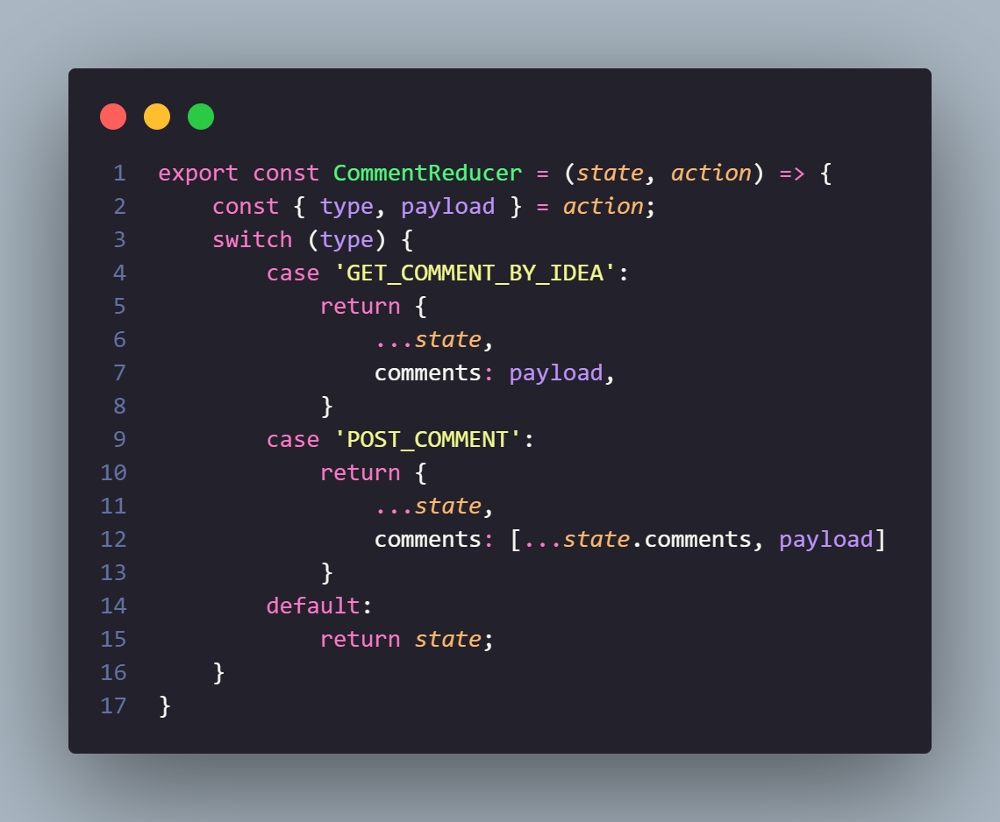 1 export const CommentReducer = (state, action) => {
2     const { type, payload } = action;
3     switch (type) {
4         case 'GET_COMMENT_BY_IDEA':
5             return {
6                 ...state,
7                 comments: payload,
8             }
9         case 'POST_COMMENT':
10             return {
11                 ...state,
12                 comments: [...state.comments, payload]
13             }
14         default:
15             return state;
16     }
17 }